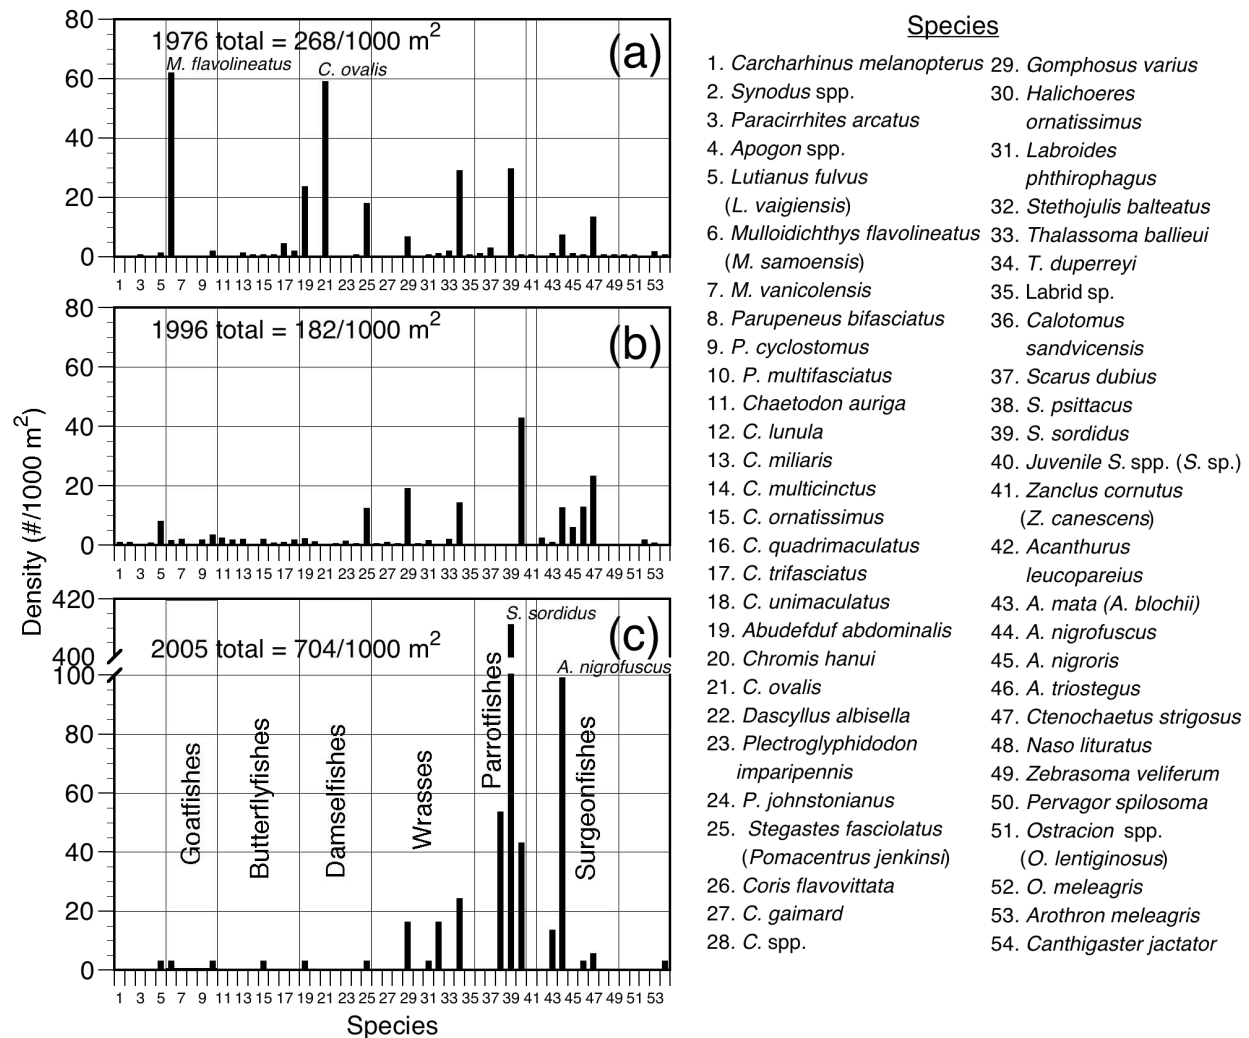 80
60
40
20
0
1976 total = 268/1000 m2
M. flavolineatus
C. ovalis
(a)
1 3 5 7 9 11 13 15 17 19 21 23 25 27 29 31 33 35 37 39 41 43 45 47 49 51 53
80
60
40
20
0
1996 total = 182/1000 m2
(b)
1 3 5 7 9 11 13 15 17 19 21 23 25 27 29 31 33 35 37 39 41 43 45 47 49 51 53
Density (#/1000 m2)
420
400
100
80
60
40
20
0
S. sordidus
2005 total = 704/1000 m2
(c)
A. nigrofuscus
Goatfishes
Butterflyfishes
Damselfishes
Wrasses
Parrotfishes
Surgeonfishes
1 3 5 7 9 11 13 15 17 19 21 23 25 27 29 31 33 35 37 39 41 43 45 47 49 51 53
Species
Species
1. Carcharhinus melanopterus
2. Synodus spp.
3. Paracirrhites arcatus
4. Apogon spp.
5. Lutianus fulvus
(L. vaigiensis)
6. Mulloidichthys flavolineatus
(M. samoensis)
7. M. vanicolensis
8. Parupeneus bifasciatus
9. P. cyclostomus
10. P. multifasciatus
11. Chaetodon auriga
12. C. lunula
13. C. miliaris
14. C. multicinctus
15. C. ornatissimus
16. C. quadrimaculatus
17. C. trifasciatus
18. C. unimaculatus
19. Abudefduf abdominalis
20. Chromis hanui
21. C. ovalis
22. Dascyllus albisella
23. Plectroglyphidodon
imparipennis
24. P. johnstonianus
25. Stegastes fasciolatus
(Pomacentrus jenkinsi)
26. Coris flavovittata
27. C. gaimard
28. C. spp.
29. Gomphosus varius
30. Halichoeres
ornatissimus
31. Labroides
phthirophagus
32. Stethojulis balteatus
33. Thalassoma ballieui
34. T. duperreyi
35. Labrid sp.
36. Calotomus
sandvicensis
37. Scarus dubius
38. S. psittacus
39. S. sordidus
40. Juvenile S. spp. (S. sp.)
41. Zanclus cornutus
(Z. canescens)
42. Acanthurus
leucopareius
43. A. mata (A. blochii)
44. A. nigrofuscus
45. A. nigroris
46. A. triostegus
47. Ctenochaetus strigosus
48. Naso lituratus
49. Zebrasoma veliferum
50. Pervagor spilosoma
51. Ostracion spp.
(O. lentiginosus)
52. O. meleagris
53. Arothron meleagris
54. Canthigaster jactator